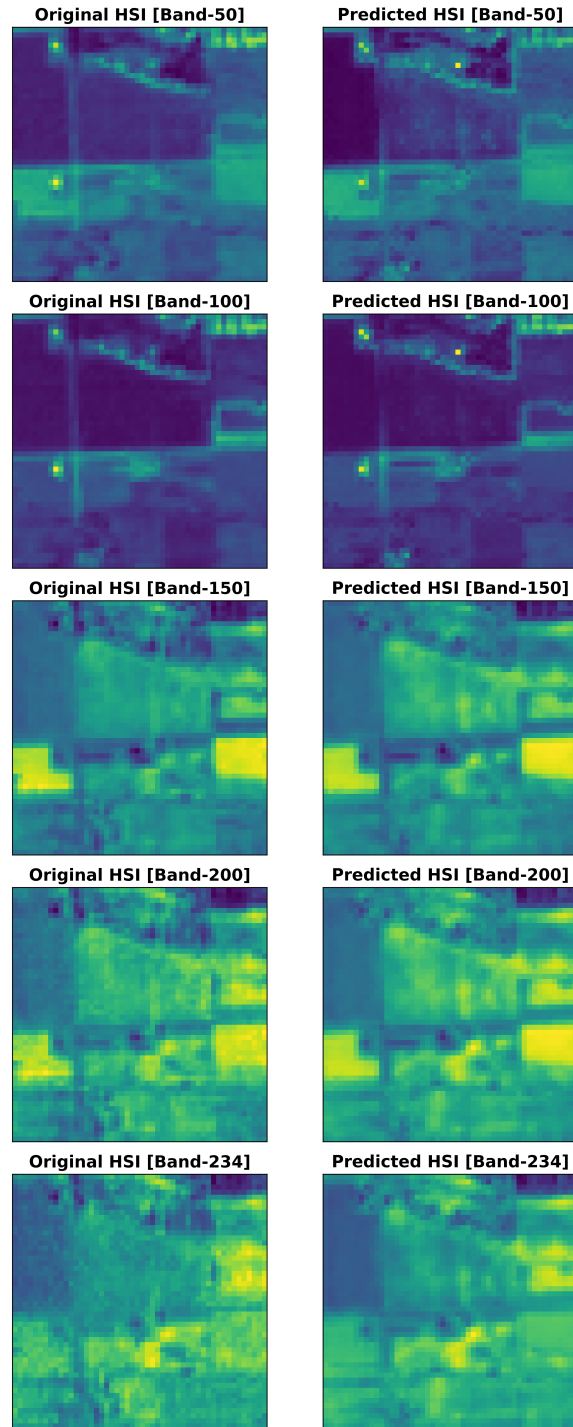 Original HSI [Band-50]
Predicted HSI [Band-50]
Original HSI [Band-100]
Predicted HSI [Band-100]
Original HSI [Band-150]
Predicted HSI [Band-150]
Original HSI [Band-200]
Predicted HSI [Band-200]
Original HSI [Band-234]
Predicted HSI [Band-234]